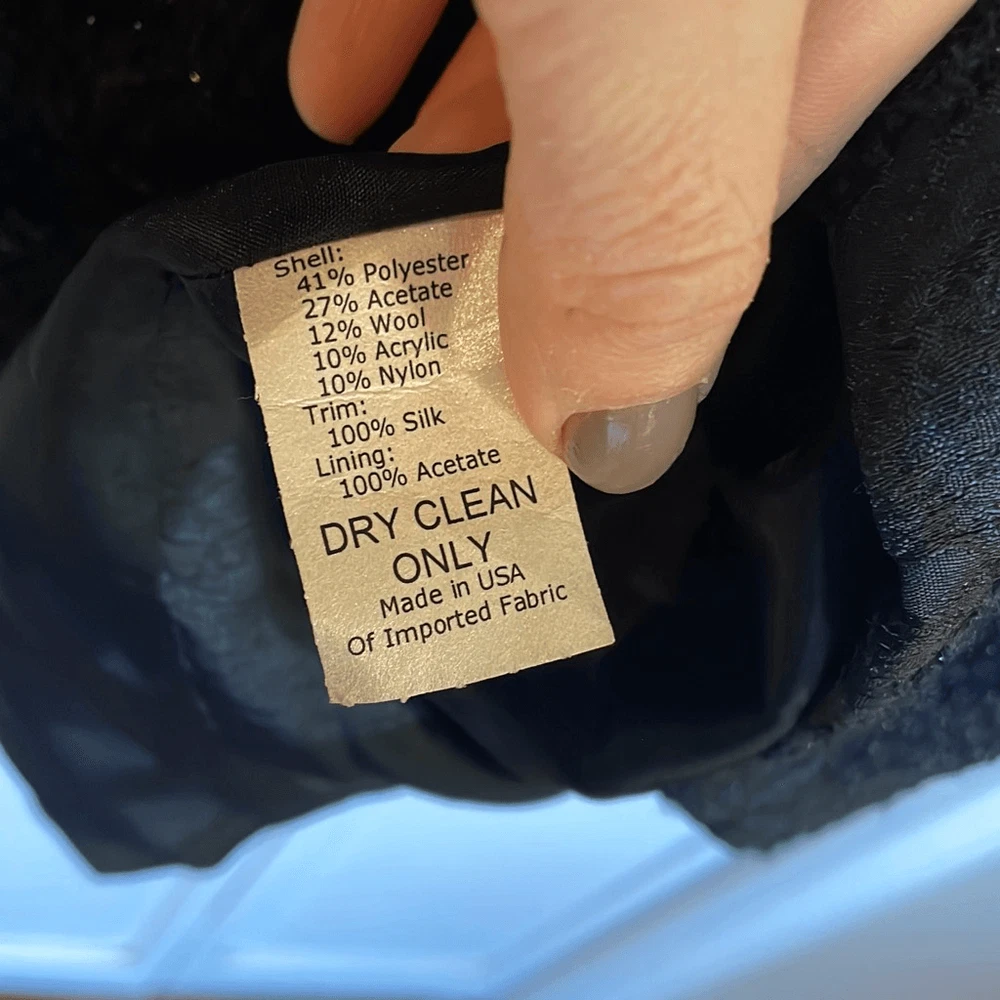 Shell:
41% Polyester
27% Acetate
12% Wool
10% Acrylic
10% Nylon
Trim:
100% Silk
Lining:
100% Acetate
DRY CLEAN
ONLY
Made in USA
Of Imported Fabric